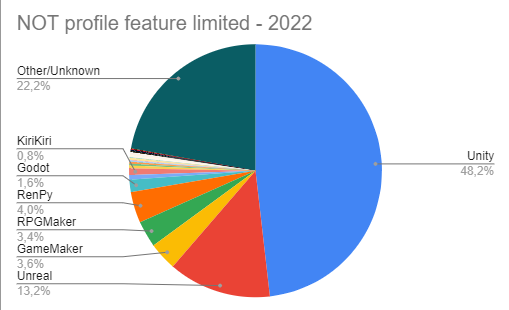 NOT profile feature limited - 2022
Other/Unknown
22,2%
KiriKiri
0,8%
Godot
1,6%
RenPy
4,0%
RPGMaker
3,4%
GameMaker
3,6%
Unreal
13,2%
Unity
48,2%